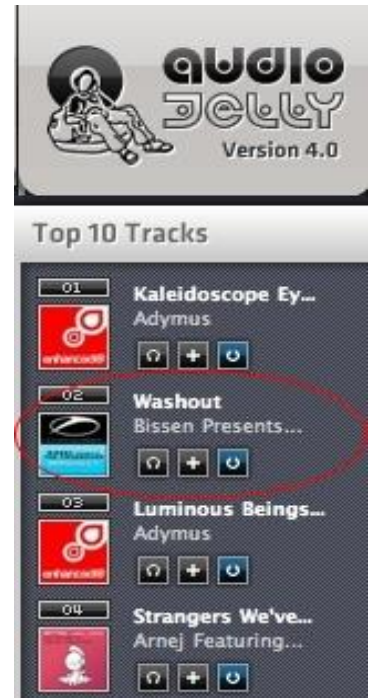 audio
JELLY
Version 4.0
Top 10 Tracks
01
Kaleidoscope Ey...
Adymus
enhanced
02
Washout
Bissen Presents...
03
Luminous Beings...
Adymus
enhanced
04
Strangers We've...
Arnej Featuring...